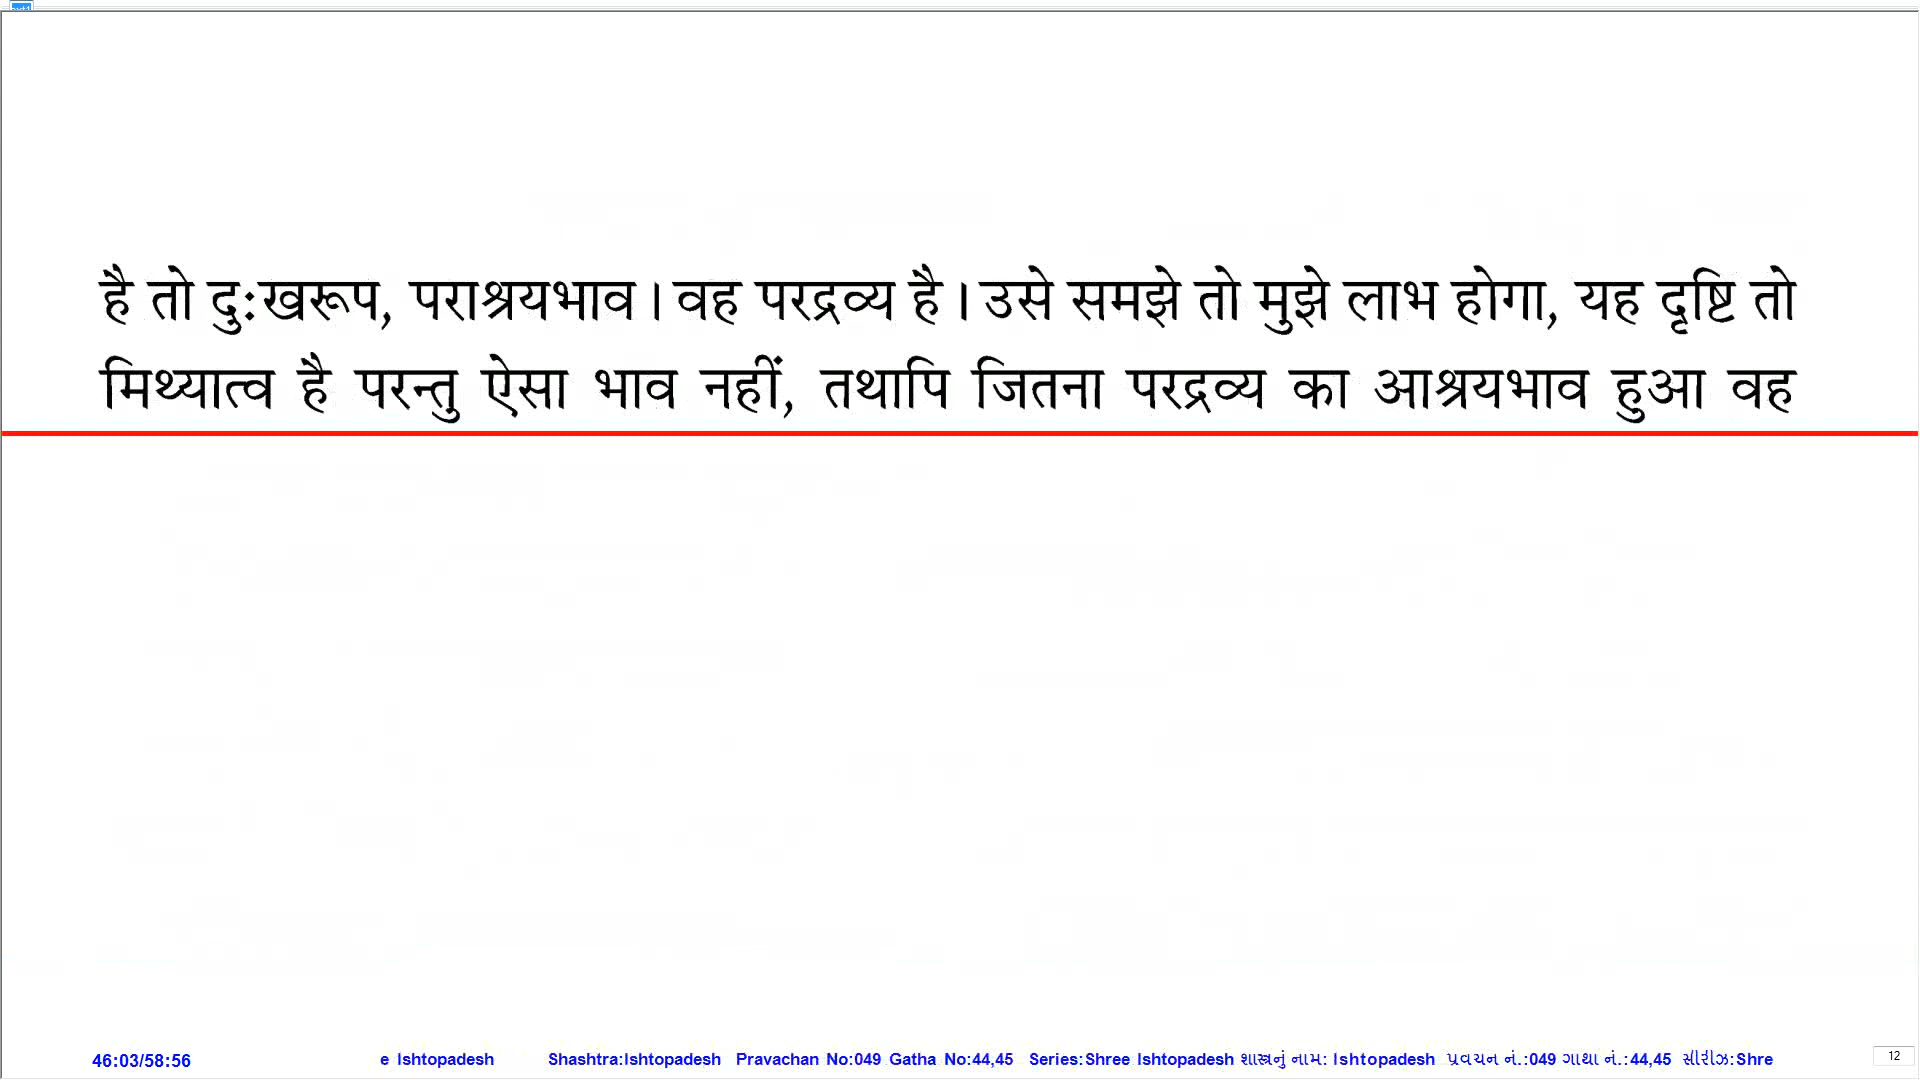 है तो दुःखरूप, पराश्रयभाव। वह परद्रव्य है। उसे समझे तो मुझे लाभ होगा, यह दृष्टि तो
मिथ्यात्व है परन्तु ऐसा भाव नहीं, तथापि जितना परद्रव्य का आश्रयभाव हुआ वह
46:03/58:56 e Ishtopadesh Shashtra:Ishtopadesh Pravachan No:049 Gatha No:44,45 Series:Shree Ishtopadesh શાસ્ત્રનું નામ: Ishtopadesh પ્રવચન નં.:049 ગાથા નં.:44,45 સીરીઝ:Shre 12